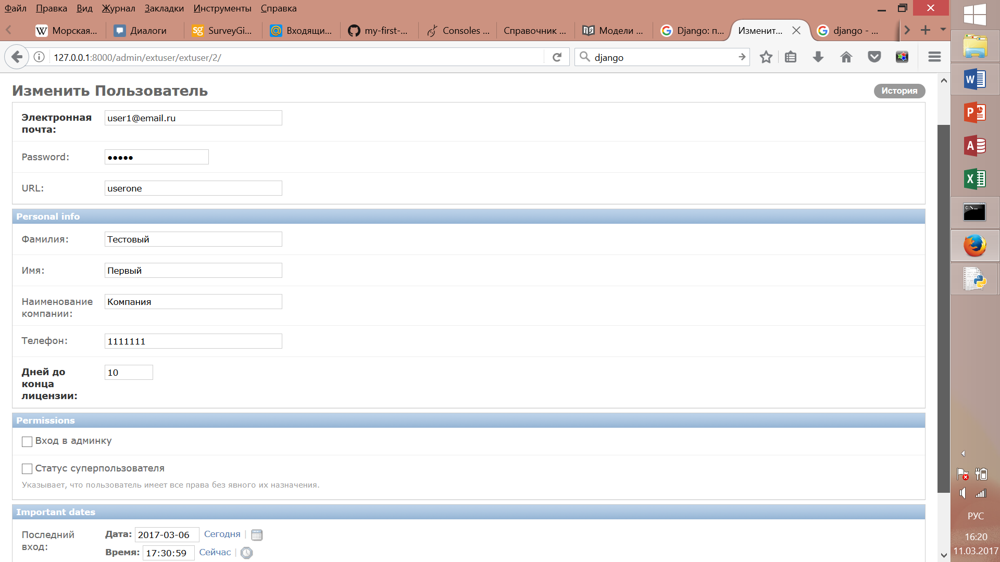 Файл Правка Вид Журнал Закладки Инструменты Справка
Морская... Диалоги SurveyGi... Входящи... my-first-... Consoles ... Справочник ... Модели ... Django: п... Изменит... django - ...
127.0.0.1:8000/admin/extuser/extuser/2/ django
Изменить Пользователь История
Электронная почта: user1@email.ru
Password: •••••
URL: userone
Personal info
Фамилия: Тестовый
Имя: Первый
Наименование компании: Компания
Телефон: 1111111
Дней до конца лицензии: 10
Permissions
Вход в админку
Статус суперпользователя
Указывает, что пользователь имеет все права без явного их назначения.
Important dates
Последний вход: Дата: 2017-03-06 Сегодня
Время: 17:30:59 Сейчас
РУС
16:20
11.03.2017